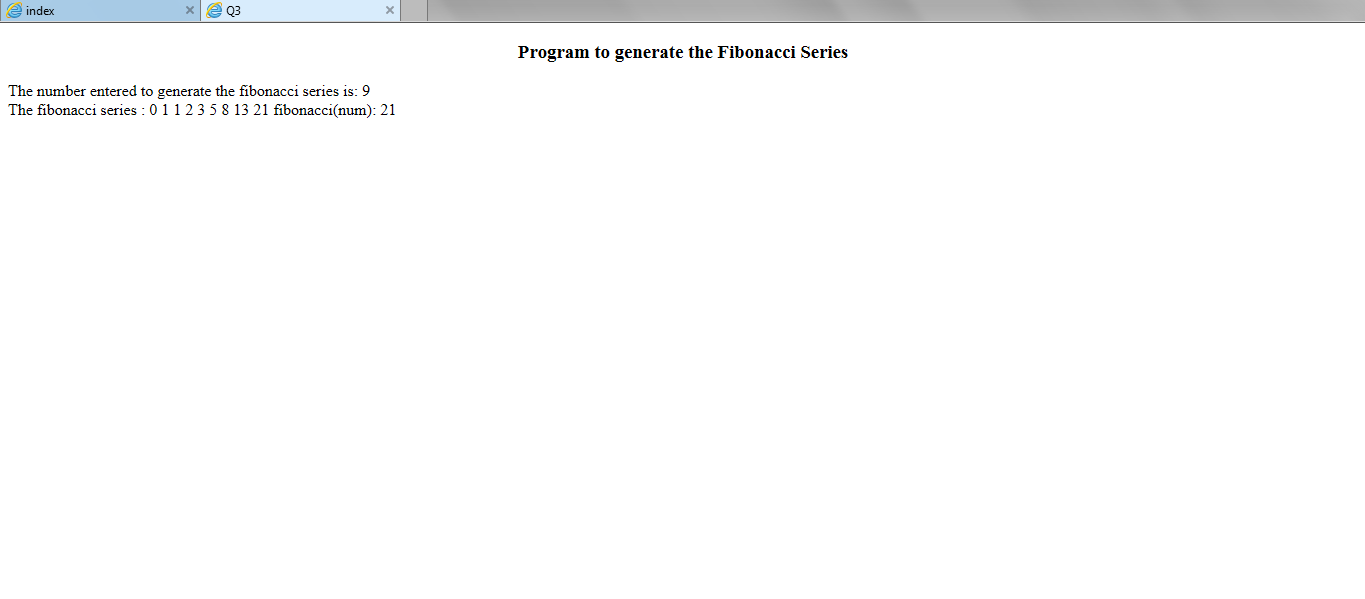 index
Q3
Program to generate the Fibonacci Series
The number entered to generate the fibonacci series is: 9
The fibonacci series : 0 1 1 2 3 5 8 13 21 fibonacci(num): 21